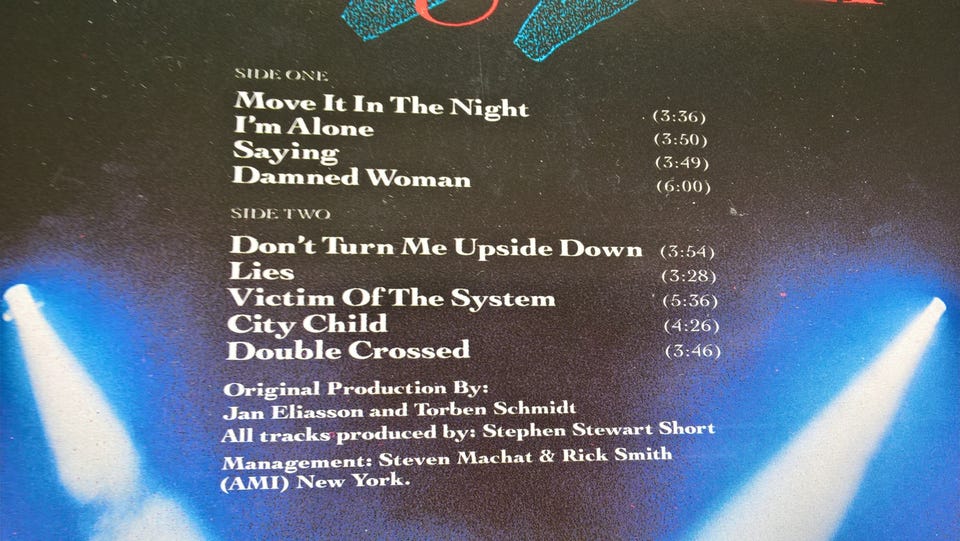 SIDE ONE
Move It In The Night (3:36)
I'm Alone (3:50)
Saying (3:49)
Damned Woman (6:00)
SIDE TWO
Don't Turn Me Upside Down (3:54)
Lies (3:28)
Victim Of The System (5:36)
City Child (4:26)
Double Crossed (3:46)
Original Production By:
Jan Eliasson and Torben Schmidt
All tracks produced by: Stephen Stewart Short
Management: Steven Machat & Rick Smith
(AMI) New York.